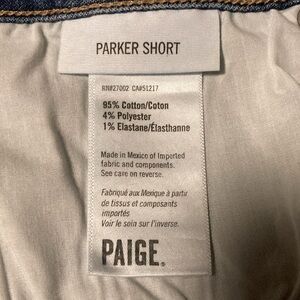 PARKER SHORT
RN#27002 CA#51217
95% Cotton/Coton
4% Polyester
1% Elastane/Élasthanne
Made in Mexico of Imported
fabric and components.
See care on reverse.
Fabriqué aux Mexique à partir
de tissus et composants
importés
Voir le soin sur l'inverse.
PAIGE.